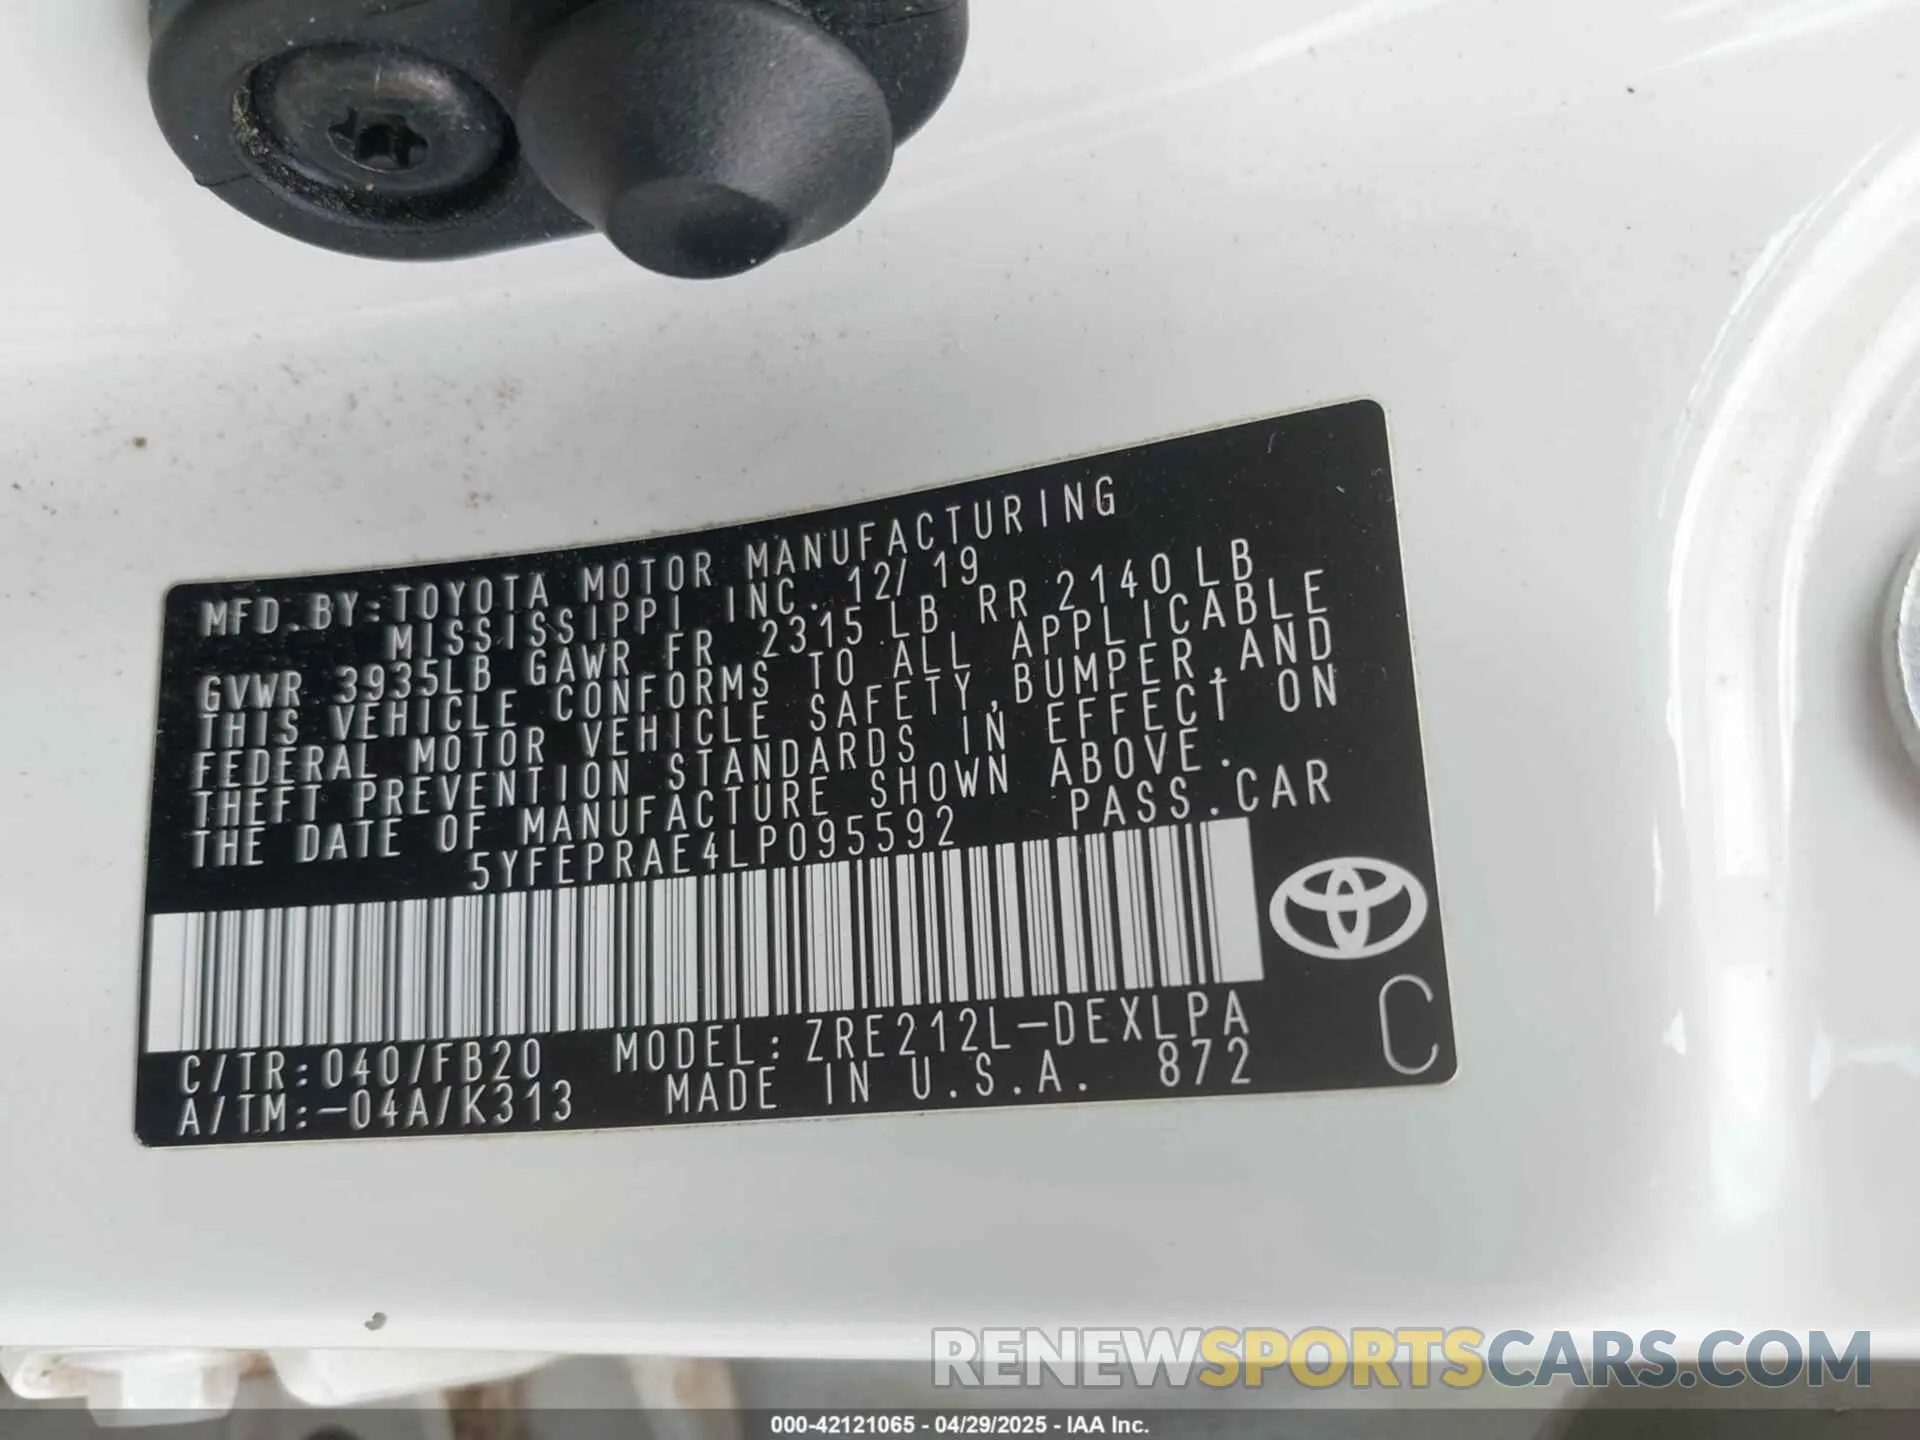 MFD. BY: TOYOTA MOTOR MANUFACTURING
MISSISSIPPI INC. 12/19
GVWR 3935LB GAWR FR 2315 LB RR 2140 LB
THIS VEHICLE CONFORMS TO ALL APPLICABLE
FEDERAL MOTOR VEHICLE SAFETY, BUMPER, AND
THEFT PREVENTION STANDARDS IN EFFECT ON
THE DATE OF MANUFACTURE SHOWN ABOVE.
5YFEPRAE4LP095592 PASS. CAR
C/TR: 040/FB20 MODEL: ZRE212L-DEXLPA
A/TM: -04A/K313 MADE IN U.S.A. 872
C
RENEWSPORTSCARS.COM
000-42121065 - 04/29/2025 - IAA Inc.